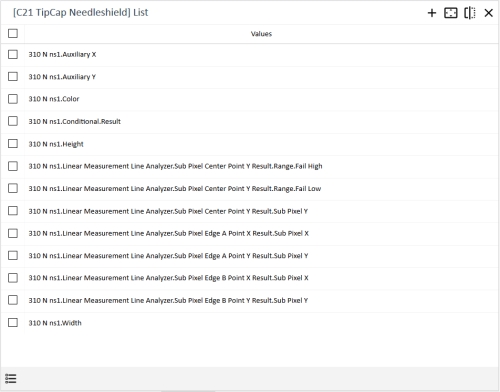 [C21 TipCap Needleshield] List
Values
310 N ns1.Auxiliary X
310 N ns1.Auxiliary Y
310 N ns1.Color
310 N ns1.Conditional.Result
310 N ns1.Height
310 N ns1.Linear Measurement Line Analyzer.Sub Pixel Center Point Y Result.Range.Fail High
310 N ns1.Linear Measurement Line Analyzer.Sub Pixel Center Point Y Result.Range.Fail Low
310 N ns1.Linear Measurement Line Analyzer.Sub Pixel Center Point Y Result.Sub Pixel Y
310 N ns1.Linear Measurement Line Analyzer.Sub Pixel Edge A Point X Result.Sub Pixel X
310 N ns1.Linear Measurement Line Analyzer.Sub Pixel Edge A Point Y Result.Sub Pixel Y
310 N ns1.Linear Measurement Line Analyzer.Sub Pixel Edge B Point X Result.Sub Pixel X
310 N ns1.Linear Measurement Line Analyzer.Sub Pixel Edge B Point Y Result.Sub Pixel Y
310 N ns1.Width